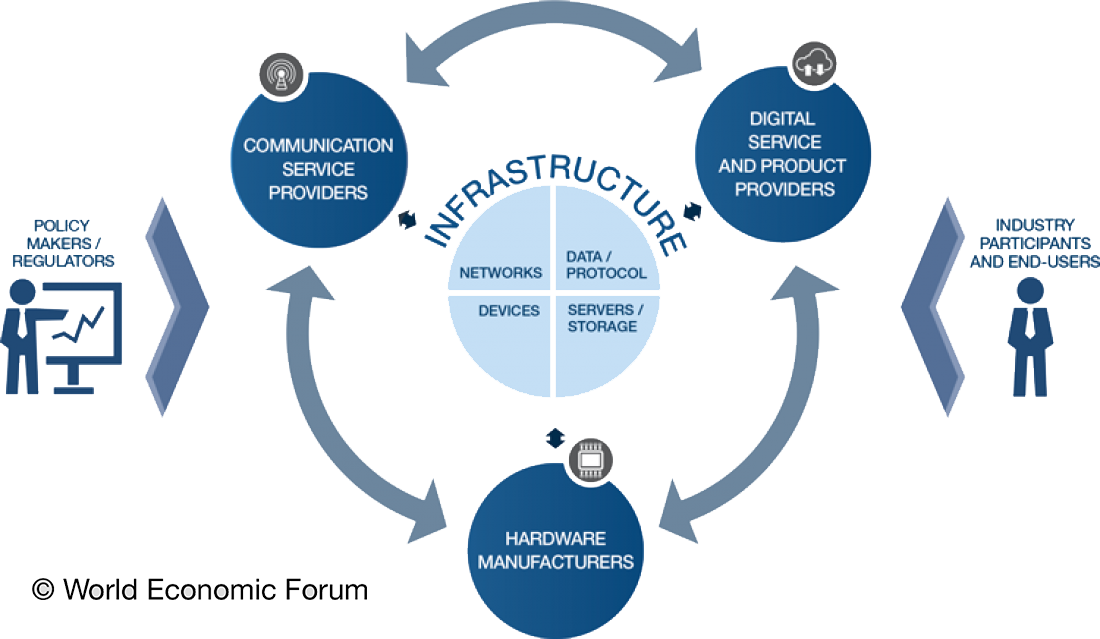 COMMUNICATION
SERVICE
PROVIDERS
DIGITAL
SERVICE
AND PRODUCT
PROVIDERS
INFRASTRUCTURE
NETWORKS
DATA /
PROTOCOL
DEVICES
SERVERS /
STORAGE
POLICY
MAKERS /
REGULATORS
INDUSTRY
PARTICIPANTS
AND END-USERS
HARDWARE
MANUFACTURERS
© World Economic Forum